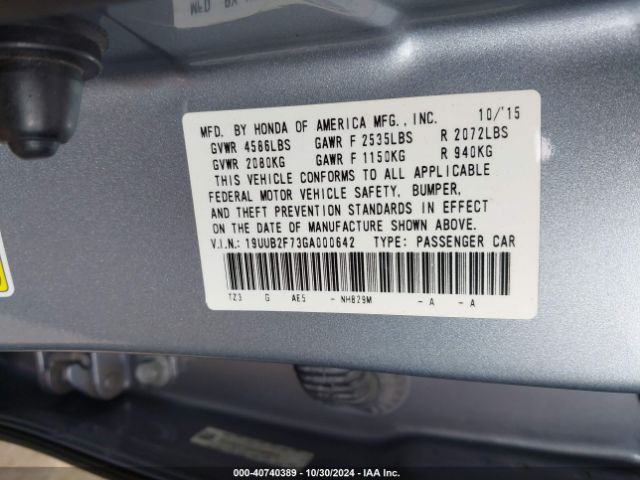 MFD. BY HONDA OF AMERICA MFG., INC. 10/'15
GVWR 4586LBS GAWR F 2535LBS R 2072LBS
GVWR 2080KG GAWR F 1150KG R 940KG
THIS VEHICLE CONFORMS TO ALL APPLICABLE
FEDERAL MOTOR VEHICLE SAFETY, BUMPER,
AND THEFT PREVENTION STANDARDS IN EFFECT
ON THE DATE OF MANUFACTURE SHOWN ABOVE.
V.I.N.: 19UUB2F73GA000642 TYPE: PASSENGER CAR
TZ3 G AE5 - NH829M - A - A
000-40740389 • 10/30/2024 • IAA Inc.